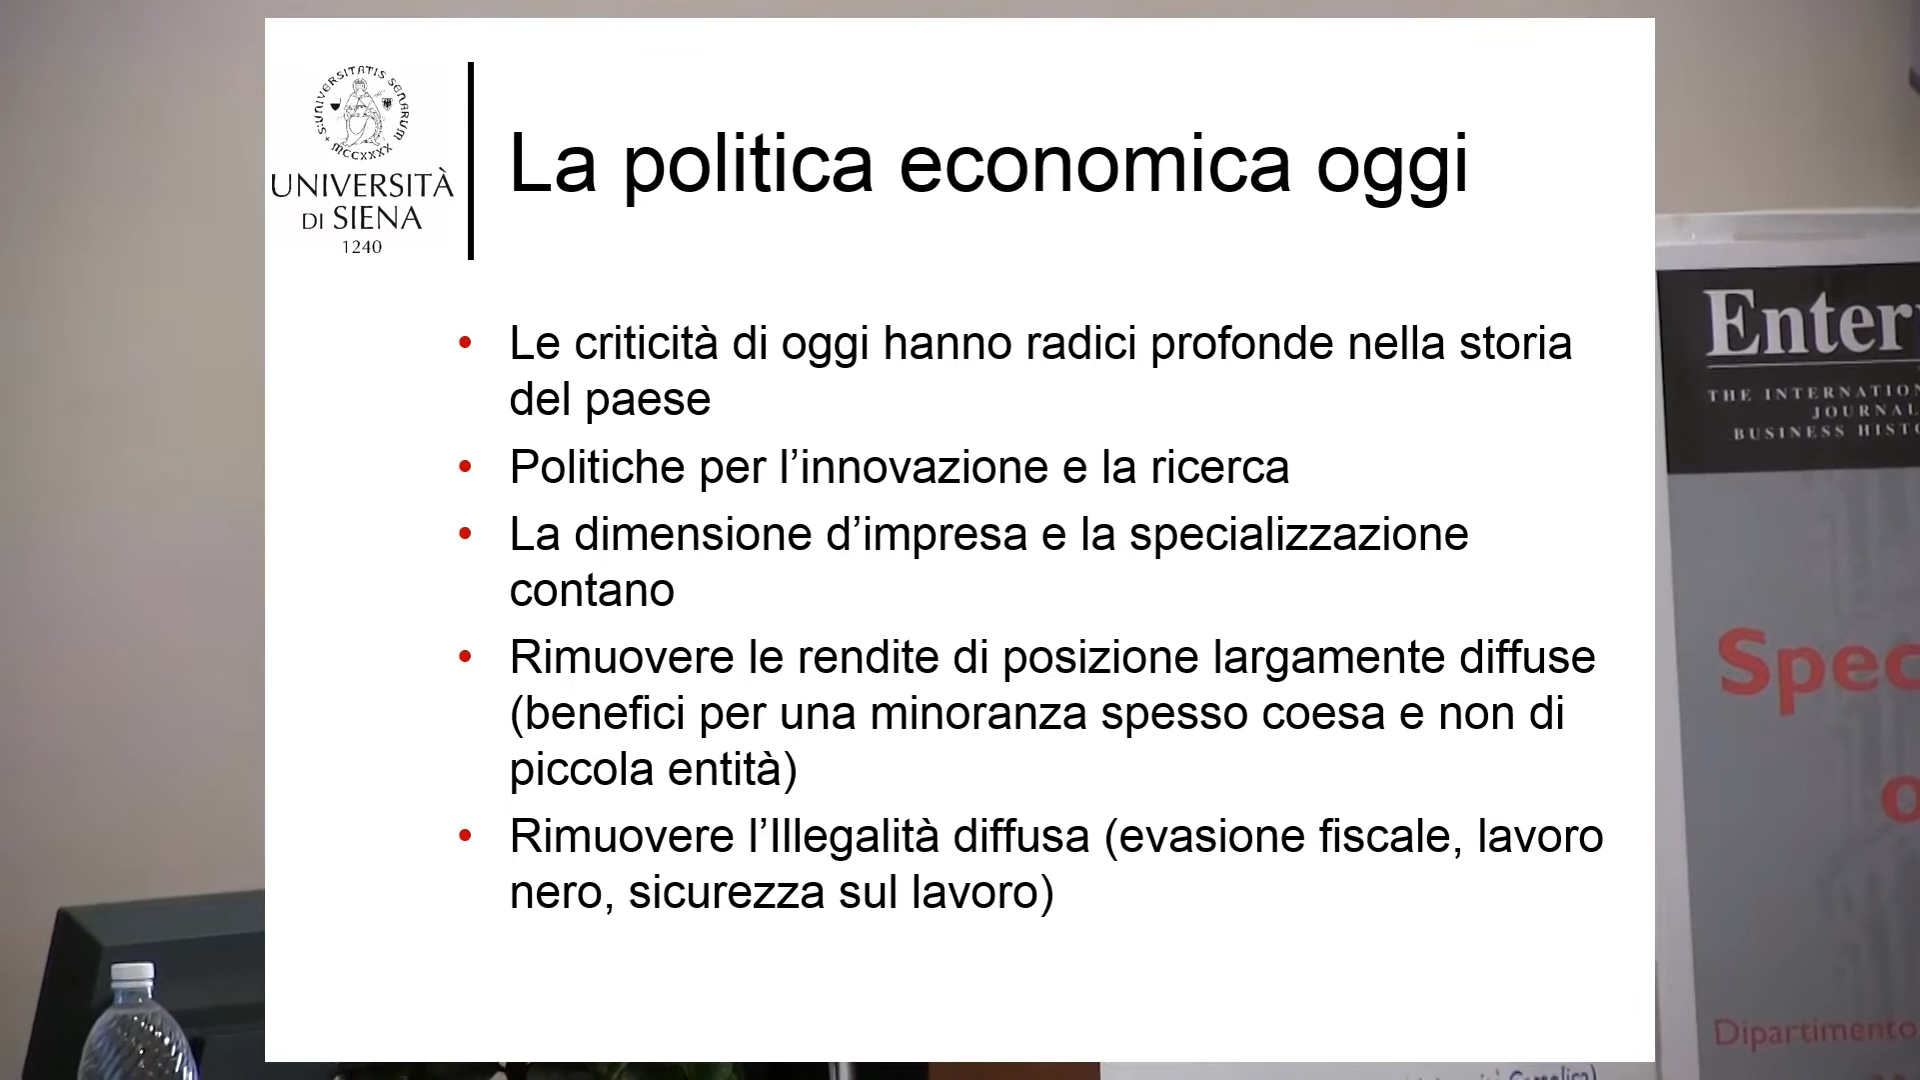 S:UNIVERSITATIS SENARUM
MCCXXXX
UNIVERSITÀ
DI SIENA
1240
La politica economica oggi
• Le criticità di oggi hanno radici profonde nella storia
del paese
• Politiche per l’innovazione e la ricerca
• La dimensione d’impresa e la specializzazione
contano
• Rimuovere le rendite di posizione largamente diffuse
(benefici per una minoranza spesso coesa e non di
piccola entità)
• Rimuovere l’Illegalità diffusa (evasione fiscale, lavoro
nero, sicurezza sul lavoro)
Enter
THE INTERNATION
JOURNAL
BUSINESS HISTO
Spec
o
Dipartimento